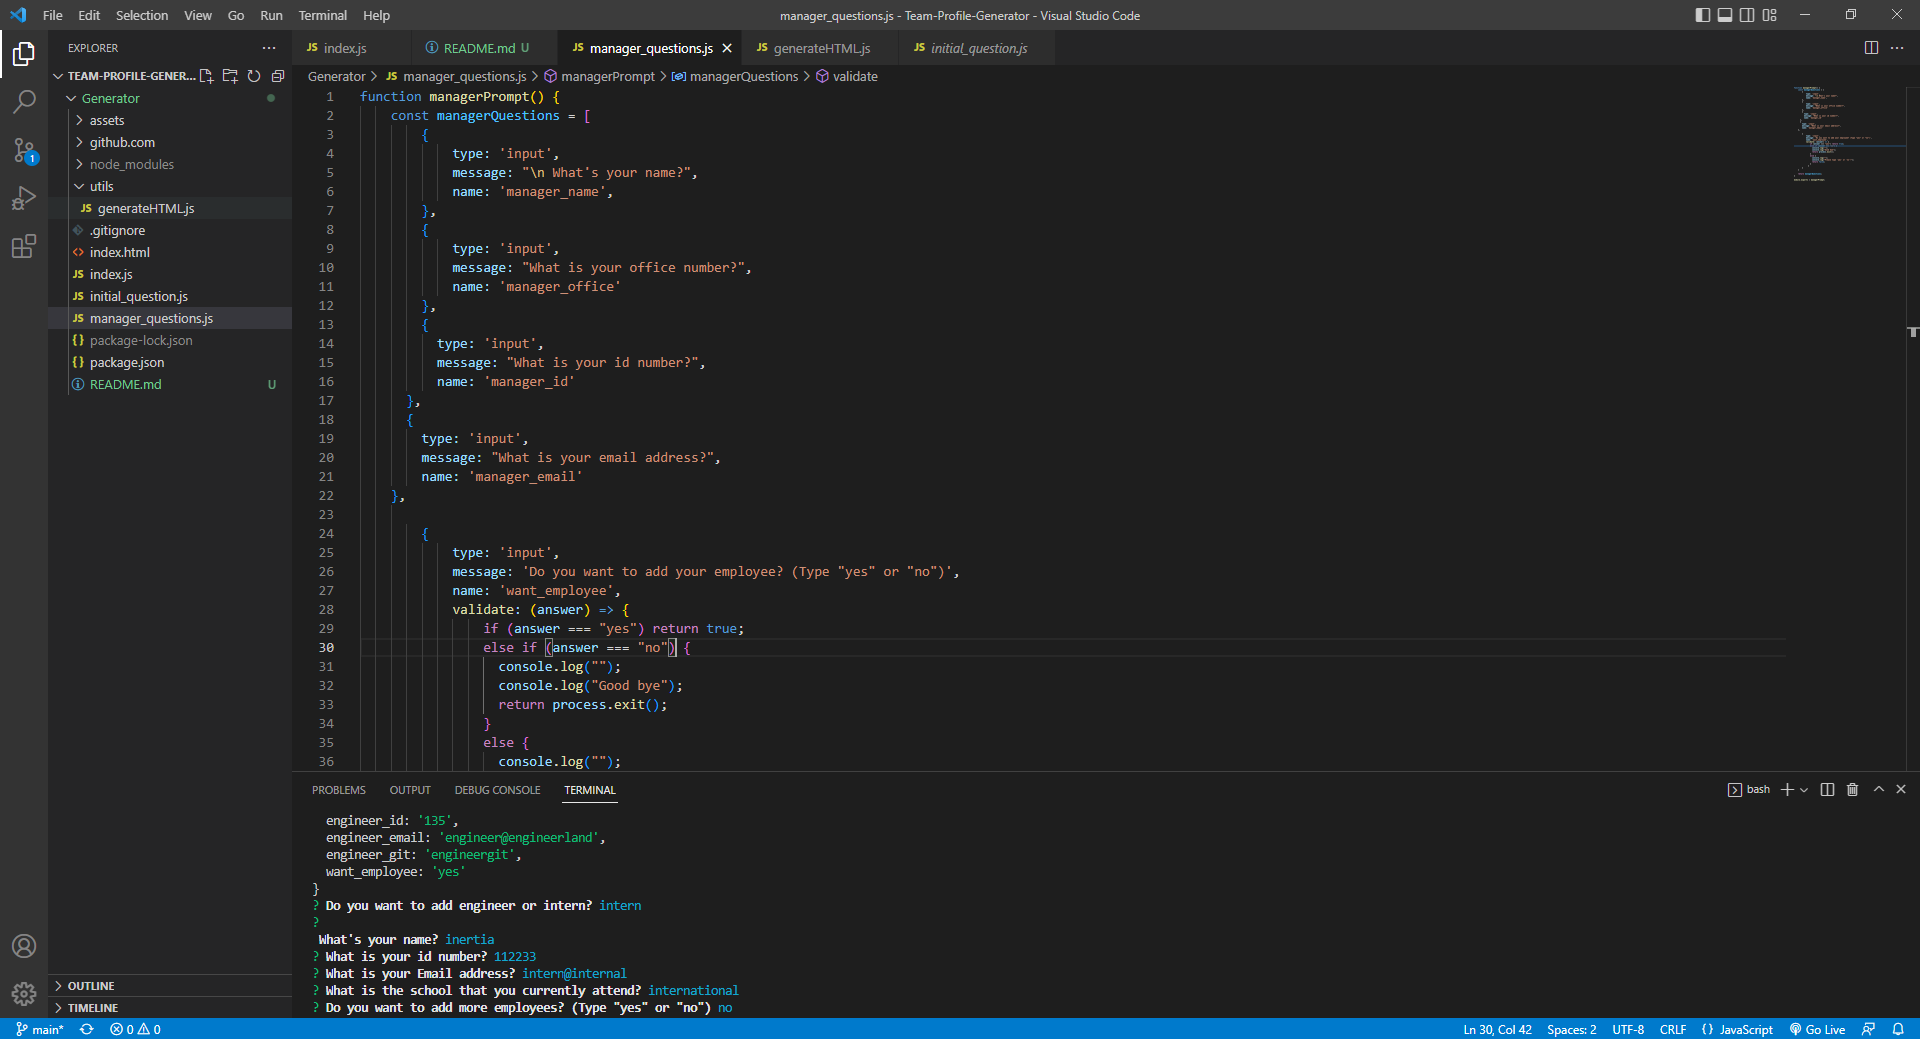 File Edit Selection View Go Run Terminal Help
manager_questions.js - Team-Profile-Generator - Visual Studio Code
EXPLORER
TEAM-PROFILE-GENER...
Generator
assets
github.com
node_modules
utils
JS generateHTML.js
.gitignore
<> index.html
JS index.js
JS initial_question.js
JS manager_questions.js
{} package-lock.json
{} package.json
README.md U
OUTLINE
TIMELINE
1
JS index.js
README.md U
JS manager_questions.js
JS generateHTML.js
JS initial_question.js
Generator > JS manager_questions.js > managerPrompt > managerQuestions > validate
1 function managerPrompt() {
2 const managerQuestions = [
3 {
4 type: 'input',
5 message: "\n What's your name?",
6 name: 'manager_name',
7 },
8 {
9 type: 'input',
10 message: "What is your office number?",
11 name: 'manager_office'
12 },
13 {
14 type: 'input',
15 message: "What is your id number?",
16 name: 'manager_id'
17 },
18 {
19 type: 'input',
20 message: "What is your email address?",
21 name: 'manager_email'
22 },
23
24 {
25 type: 'input',
26 message: 'Do you want to add your employee? (Type "yes" or "no")',
27 name: 'want_employee',
28 validate: (answer) => {
29 if (answer === "yes") return true;
30 else if (answer === "no") {
31 console.log("");
32 console.log("Good bye");
33 return process.exit();
34 }
35 else {
36 console.log("");
PROBLEMS OUTPUT DEBUG CONSOLE TERMINAL
bash
engineer_id: '135',
engineer_email: 'engineer@engineerland',
engineer_git: 'engineergit',
want_employee: 'yes'
}
? Do you want to add engineer or intern? intern
?
What's your name? inertia
? What is your id number? 112233
? What is your Email address? intern@internal
? What is the school that you currently attend? international
? Do you want to add more employees? (Type "yes" or "no") no
main* 0 0
Ln 30, Col 42 Spaces: 2 UTF-8 CRLF {} JavaScript Go Live